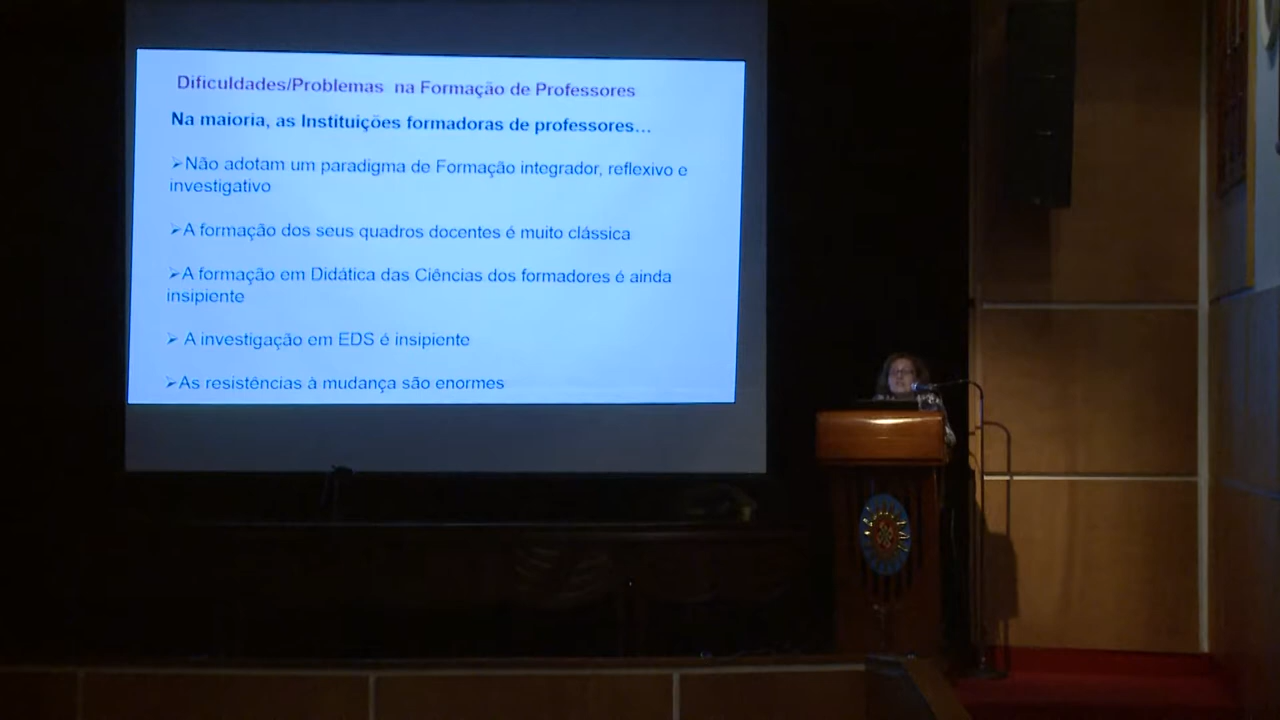 Dificuldades/Problemas na Formação de Professores
Na maioria, as Instituições formadoras de professores...
➢Não adotam um paradigma de Formação integrador, reflexivo e
investigativo
➢A formação dos seus quadros docentes é muito clássica
➢A formação em Didática das Ciências dos formadores é ainda
insipiente
➢ A investigação em EDS é insipiente
➢As resistências à mudança são enormes